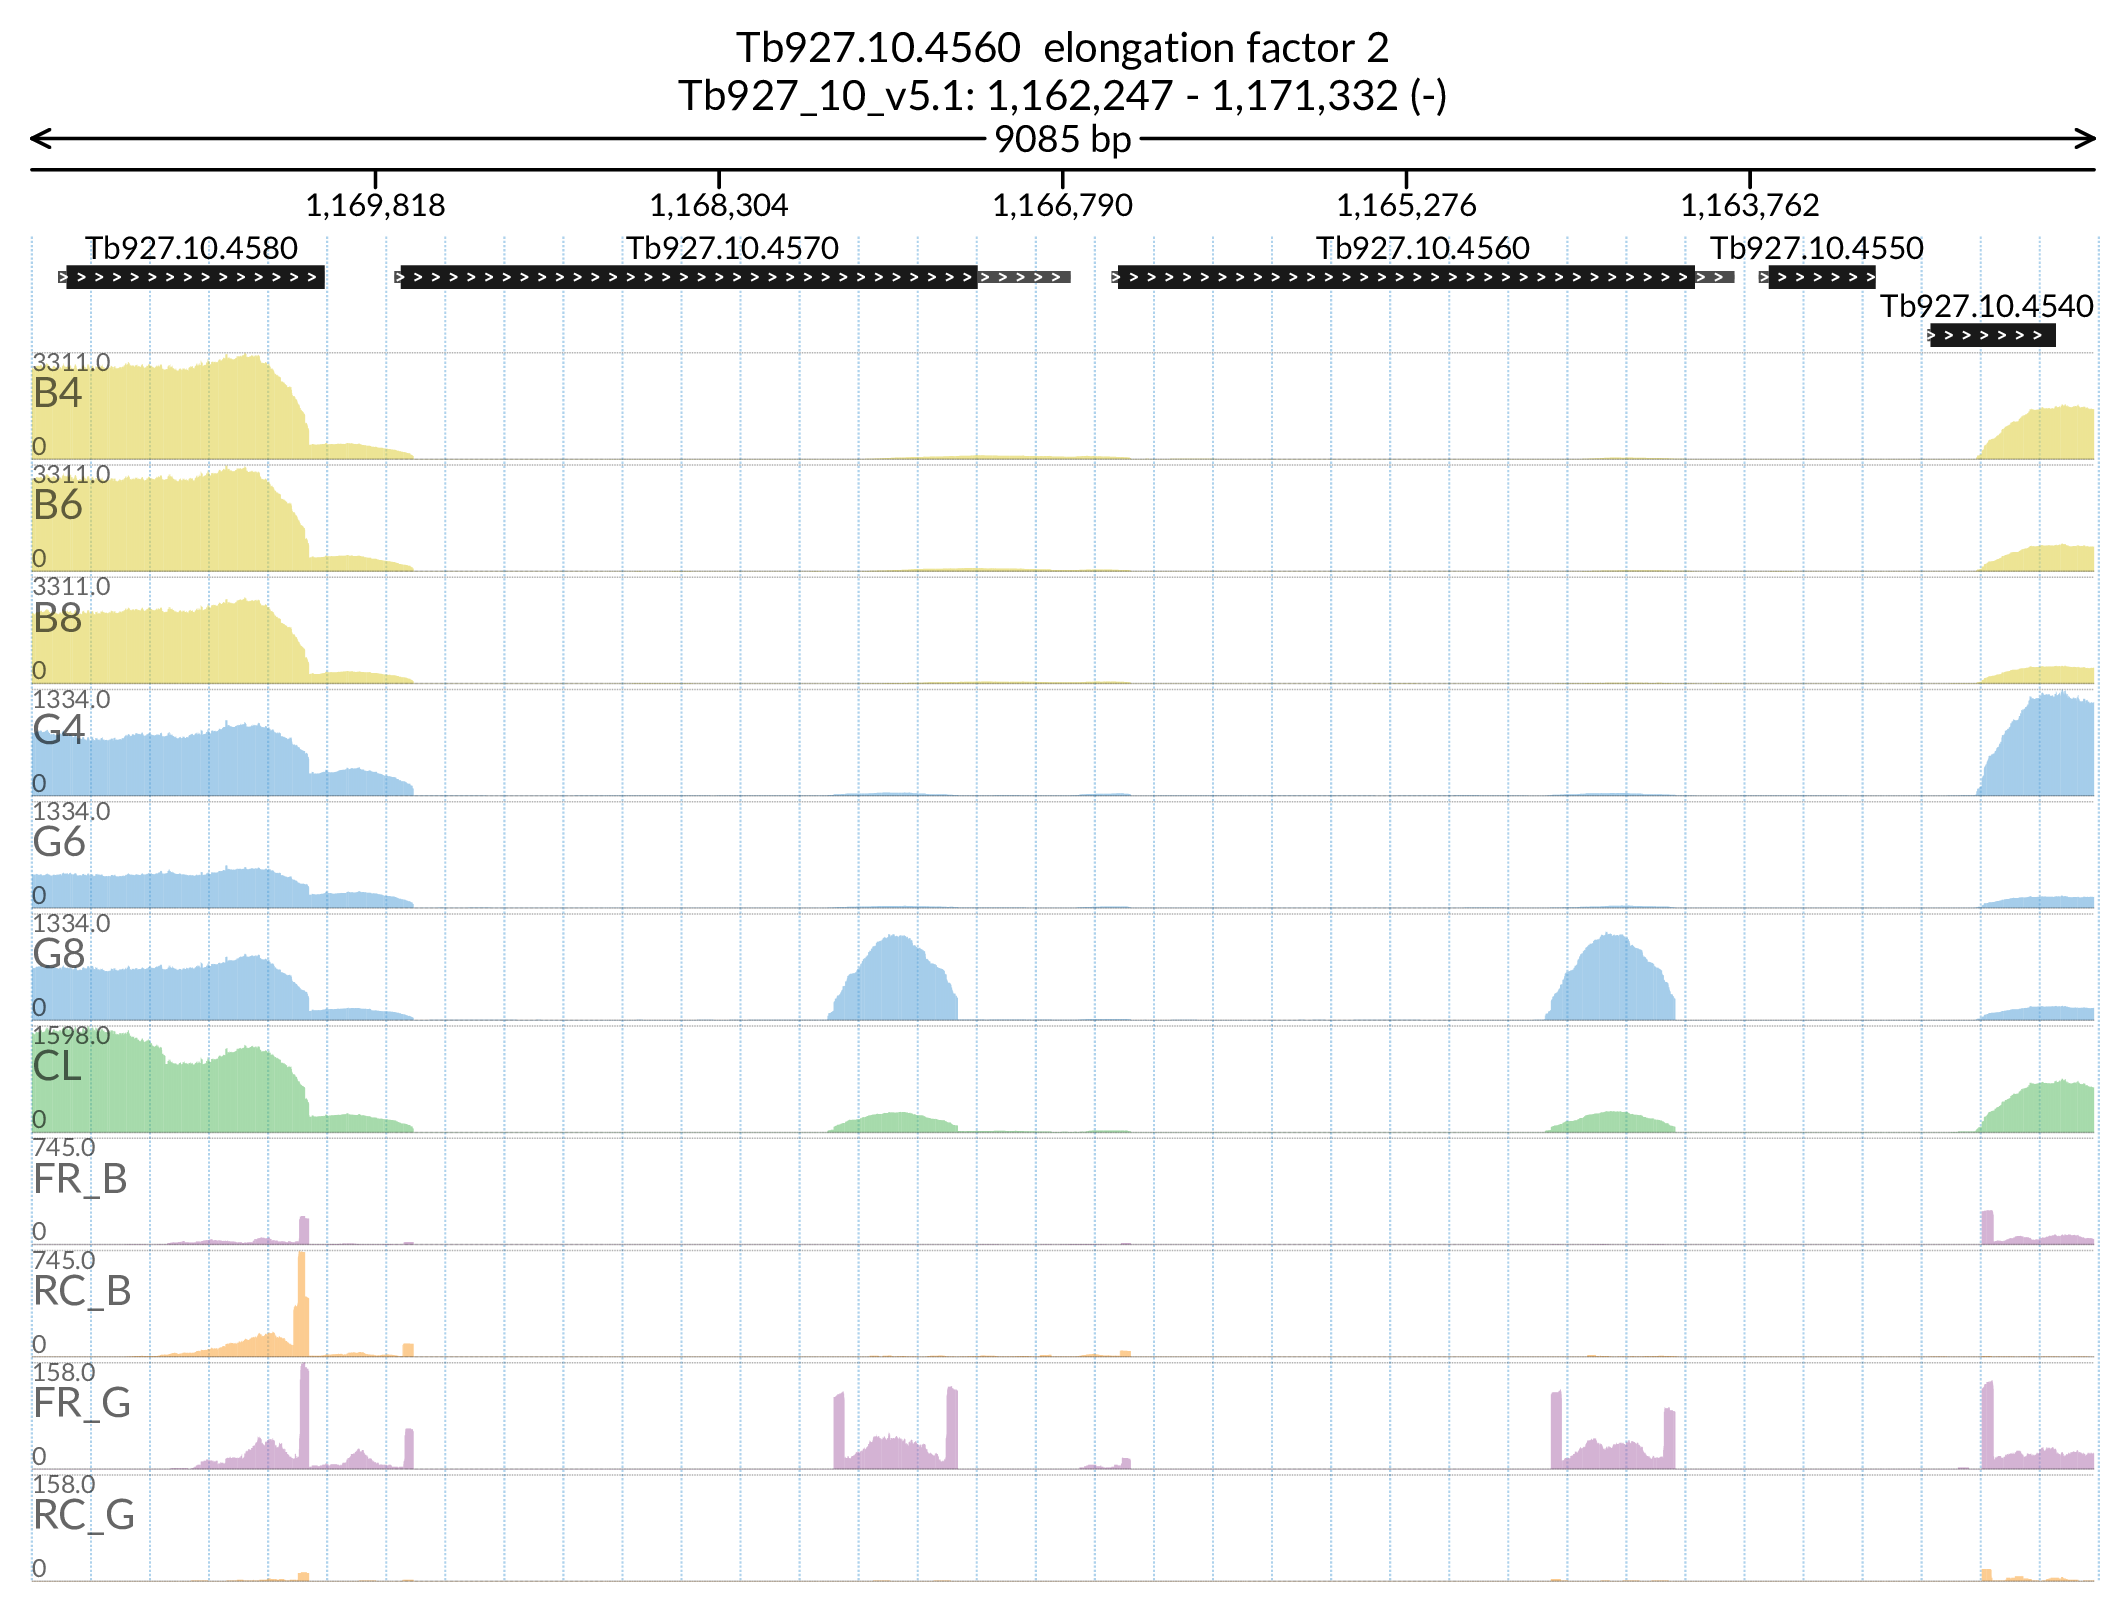 Tb927.10.4560  elongation factor 2
Tb927_10_v5.1: 1,162,247 - 1,171,332 (-)
9085 bp
1,169,818 1,168,304 1,166,790 1,165,276 1,163,762
Tb927.10.4580 Tb927.10.4570 Tb927.10.4560 Tb927.10.4550
Tb927.10.4540
3311.0
B4
0
3311.0
B6
0
3311.0
B8
0
1334.0
G4
0
1334.0
G6
0
1334.0
G8
0
1598.0
CL
0
745.0
FR_B
0
745.0
RC_B
0
158.0
FR_G
0
158.0
RC_G
0